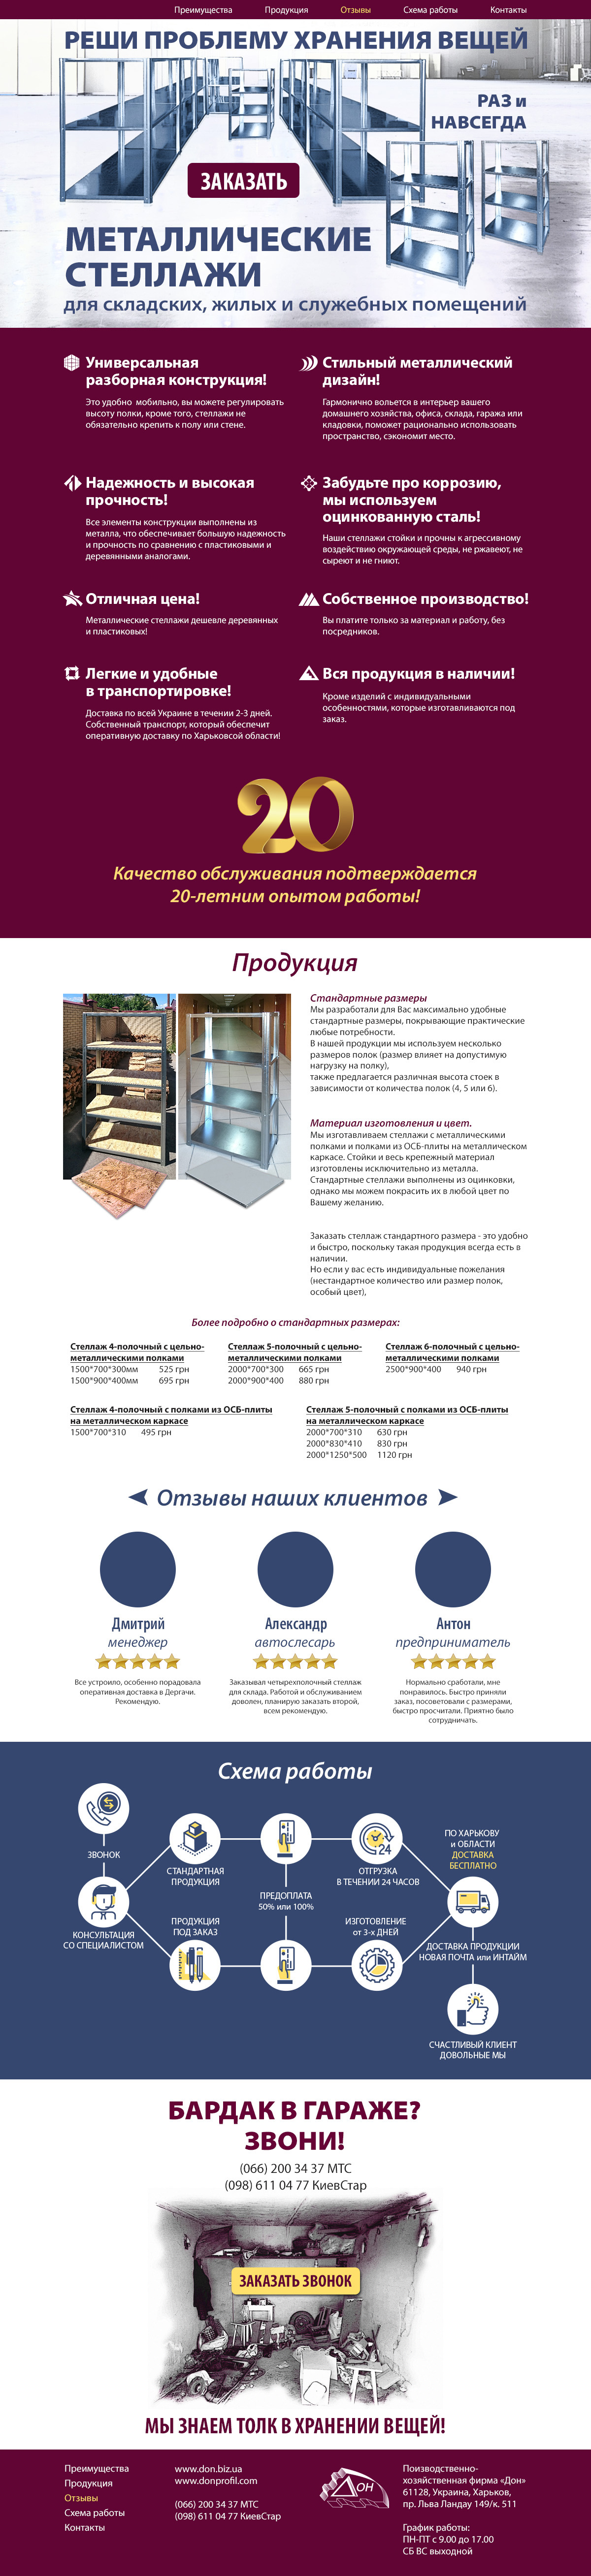 Преимущества Продукция Отзывы Схема работы Контакты
РЕШИ ПРОБЛЕМУ ХРАНЕНИЯ ВЕЩЕЙ
РАЗ и
НАВСЕГДА
ЗАКАЗАТЬ
МЕТАЛЛИЧЕСКИЕ
СТЕЛЛАЖИ
для складских, жилых и служебных помещений
Универсальная
разборная конструкция!
Это удобно мобильно, вы можете регулировать
высоту полки, кроме того, стеллажи не
обязательно крепить к полу или стене.
Стильный металлический
дизайн!
Гармонично вольется в интерьер вашего
домашнего хозяйства, офиса, склада, гаража или
кладовки, поможет рационально использовать
пространство, сэкономит место.
Надежность и высокая
прочность!
Все элементы конструкции выполнены из
металла, что обеспечивает большую надежность
и прочность по сравнению с пластиковыми и
деревянными аналогами.
Забудьте про коррозию,
мы используем
оцинкованную сталь!
Наши стеллажи стойки и прочны к агрессивному
воздействию окружающей среды, не ржавеют, не
сыреют и не гниют.
Отличная цена!
Металлические стеллажи дешевле деревянных
и пластиковых!
Собственное производство!
Вы платите только за материал и работу, без
посредников.
Легкие и удобные
в транспортировке!
Доставка по всей Украине в течении 2-3 дней.
Собственный транспорт, который обеспечит
оперативную доставку по Харьковсой области!
Вся продукция в наличии!
Кроме изделий с индивидуальными
особенностями, которые изготавливаются под
заказ.
20
Качество обслуживания подтверждается
20-летним опытом работы!
Продукция
Стандартные размеры
Мы разработали для Вас максимально удобные
стандартные размеры, покрывающие практические
любые потребности.
В нашей продукции мы используем несколько
размеров полок (размер влияет на допустимую
нагрузку на полку),
также предлагается различная высота стоек в
зависимости от количества полок (4, 5 или 6).
Материал изготовления и цвет.
Мы изготавливаем стеллажи с металлическими
полками и полками из ОСБ-плиты на металлическом
каркасе. Стойки и весь крепежный материал
изготовлены исключительно из металла.
Стандартные стеллажи выполнены из оцинковки,
однако мы можем покрасить их в любой цвет по
Вашему желанию.
Заказать стеллаж стандартного размера - это удобно
и быстро, поскольку такая продукция всегда есть в
наличии.
Но если у вас есть индивидуальные пожелания
(нестандартное количество или размер полок,
особый цвет),
Более подробно о стандартных размерах:
Стеллаж 4-полочный с цельно-
металлическими полками
1500*700*300мм 525 грн
1500*900*400мм 695 грн
Стеллаж 5-полочный с цельно-
металлическими полками
2000*700*300 665 грн
2000*900*400 880 грн
Стеллаж 6-полочный с цельно-
металлическими полками
2500*900*400 940 грн
Стеллаж 4-полочный с полками из ОСБ-плиты
на металлическом каркасе
1500*700*310 495 грн
Стеллаж 5-полочный с полками из ОСБ-плиты
на металлическом каркасе
2000*700*310 630 грн
2000*830*410 830 грн
2000*1250*500 1120 грн
Отзывы наших клиентов
Дмитрий
менеджер
Все устроило, особенно порадовала
оперативная доставка в Дергачи.
Рекомендую.
Александр
автослесарь
Заказывал четырехполочный стеллаж
для склада. Работой и обслуживанием
доволен, планирую заказать второй,
всем рекомендую.
Антон
предприниматель
Нормально сработали, мне
понравилось. Быстро приняли
заказ, посоветовали с размерами,
быстро просчитали. Приятно было
сотрудничать.
Схема работы
ЗВОНОК
КОНСУЛЬТАЦИЯ
СО СПЕЦИАЛИСТОМ
СТАНДАРТНАЯ
ПРОДУКЦИЯ
ПРОДУКЦИЯ
ПОД ЗАКАЗ
ПРЕДОПЛАТА
50% или 100%
24
ОТГРУЗКА
В ТЕЧЕНИИ 24 ЧАСОВ
ИЗГОТОВЛЕНИЕ
от 3-х ДНЕЙ
ПО ХАРЬКОВУ
и ОБЛАСТИ
ДОСТАВКА
БЕСПЛАТНО
ДОСТАВКА ПРОДУКЦИИ
НОВАЯ ПОЧТА или ИНТАЙМ
СЧАСТЛИВЫЙ КЛИЕНТ
ДОВОЛЬНЫЕ МЫ
БАРДАК В ГАРАЖЕ?
ЗВОНИ!
(066) 200 34 37 МТС
(098) 611 04 77 КиевСтар
ЗАКАЗАТЬ ЗВОНОК
МЫ ЗНАЕМ ТОЛК В ХРАНЕНИИ ВЕЩЕЙ!
Преимущества
Продукция
Отзывы
Схема работы
Контакты
www.don.biz.ua
www.donprofil.com
(066) 200 34 37 МТС
(098) 611 04 77 КиевСтар
ДОН
Поизводственно-
хозяйственная фирма «Дон»
61128, Украина, Харьков,
пр. Льва Ландау 149/к. 511
График работы:
ПН-ПТ с 9.00 до 17.00
СБ ВС выходной